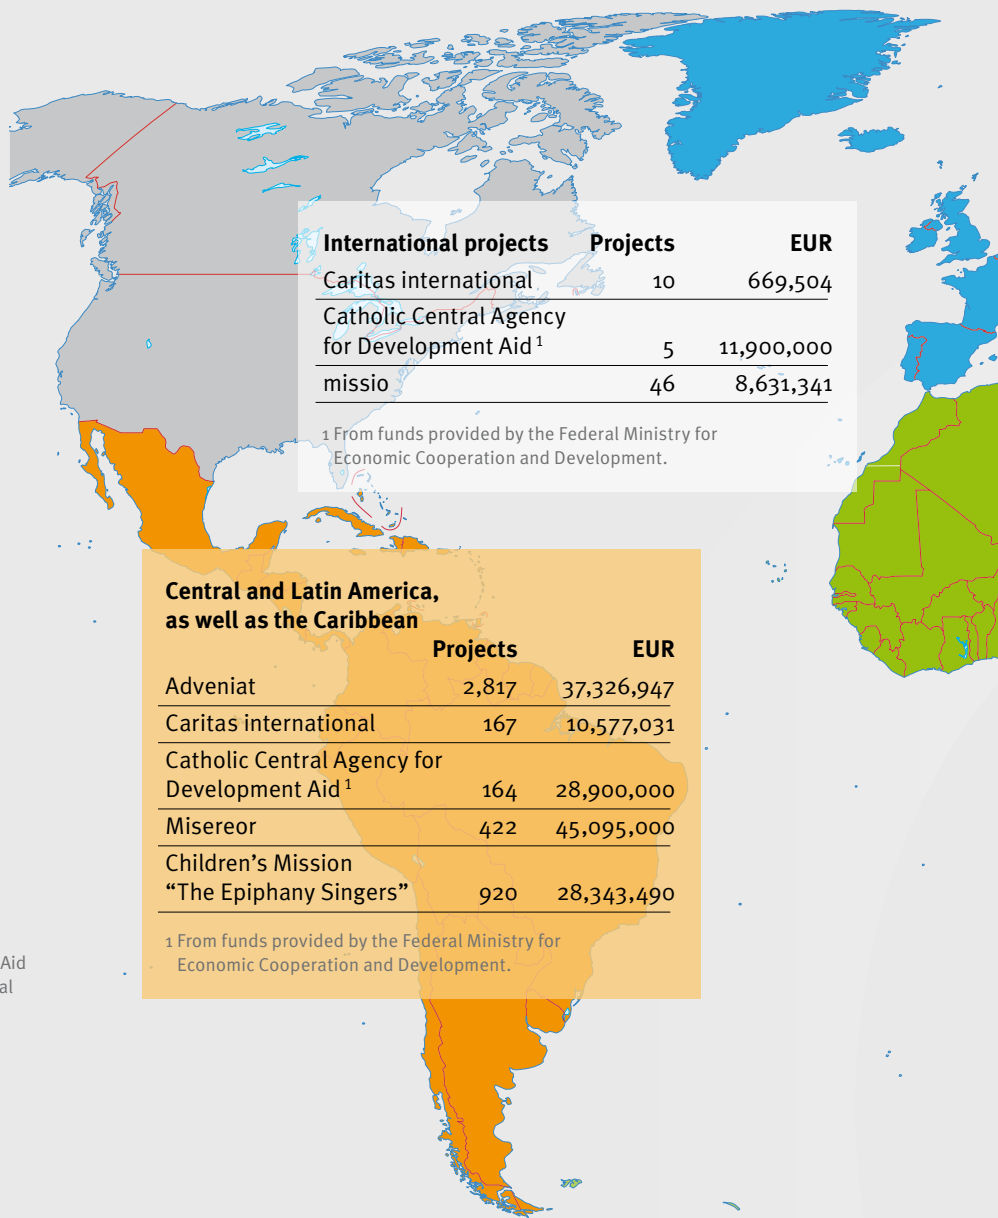 International projects Projects EUR
Caritas international 10 669,504
Catholic Central Agency
for Development Aid 1 5 11,900,000
missio 46 8,631,341
1 From funds provided by the Federal Ministry for
Economic Cooperation and Development.
Central and Latin America,
as well as the Caribbean
Projects EUR
Adveniat 2,817 37,326,947
Caritas international 167 10,577,031
Catholic Central Agency for
Development Aid 1 164 28,900,000
Misereor 422 45,095,000
Children’s Mission
“The Epiphany Singers” 920 28,343,490
1 From funds provided by the Federal Ministry for
Economic Cooperation and Development.
Aid
al